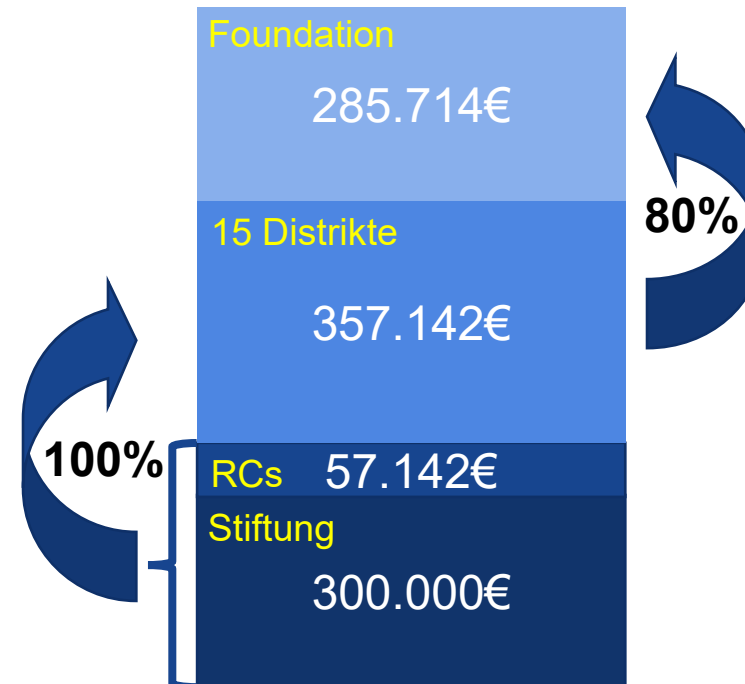 Foundation
285.714€
80%
15 Distrikte
357.142€
100%
RCs 57.142€
Stiftung
300.000€